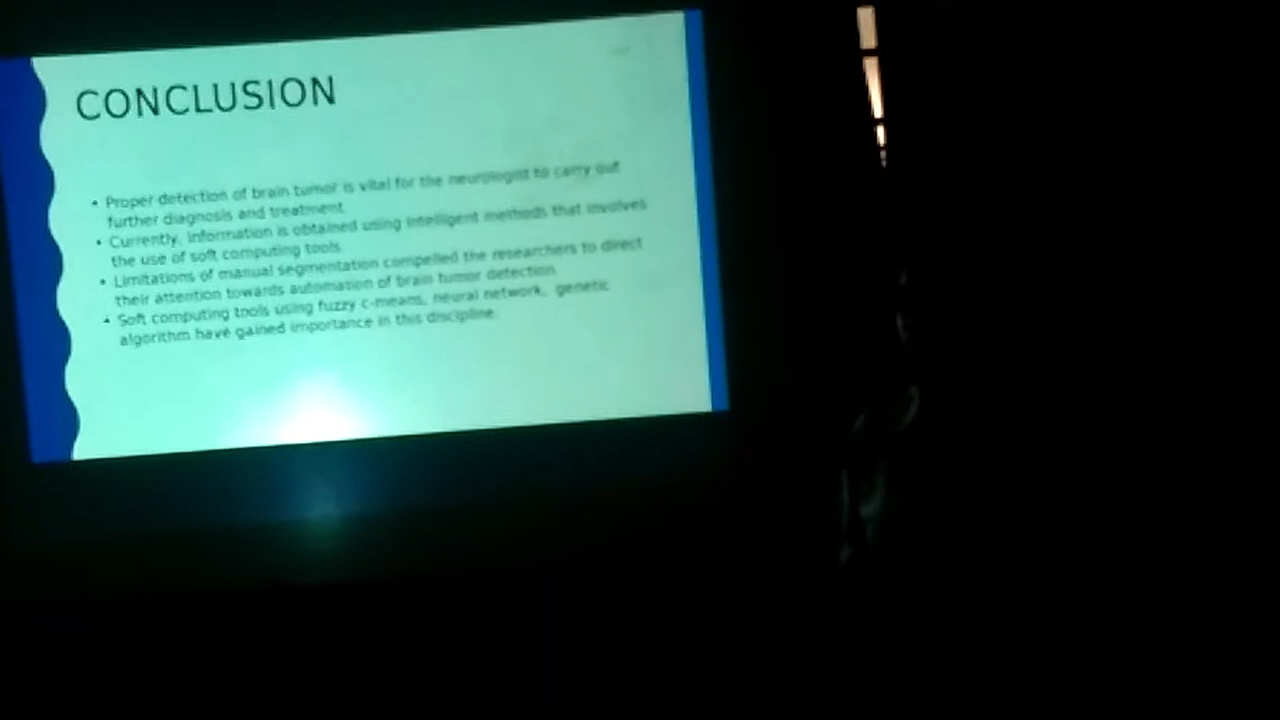 CONCLUSION
• Proper detection of brain tumor is vital for the neurologist to carry out
further diagnosis and treatment.
• Currently, information is obtained using intelligent methods that involves
the use of soft computing tools.
• Limitations of manual segmentation compelled the researchers to direct
their attention towards automation of brain tumor detection.
• Soft computing tools using fuzzy c-means, neural network, genetic
algorithm have gained importance in this discipline.